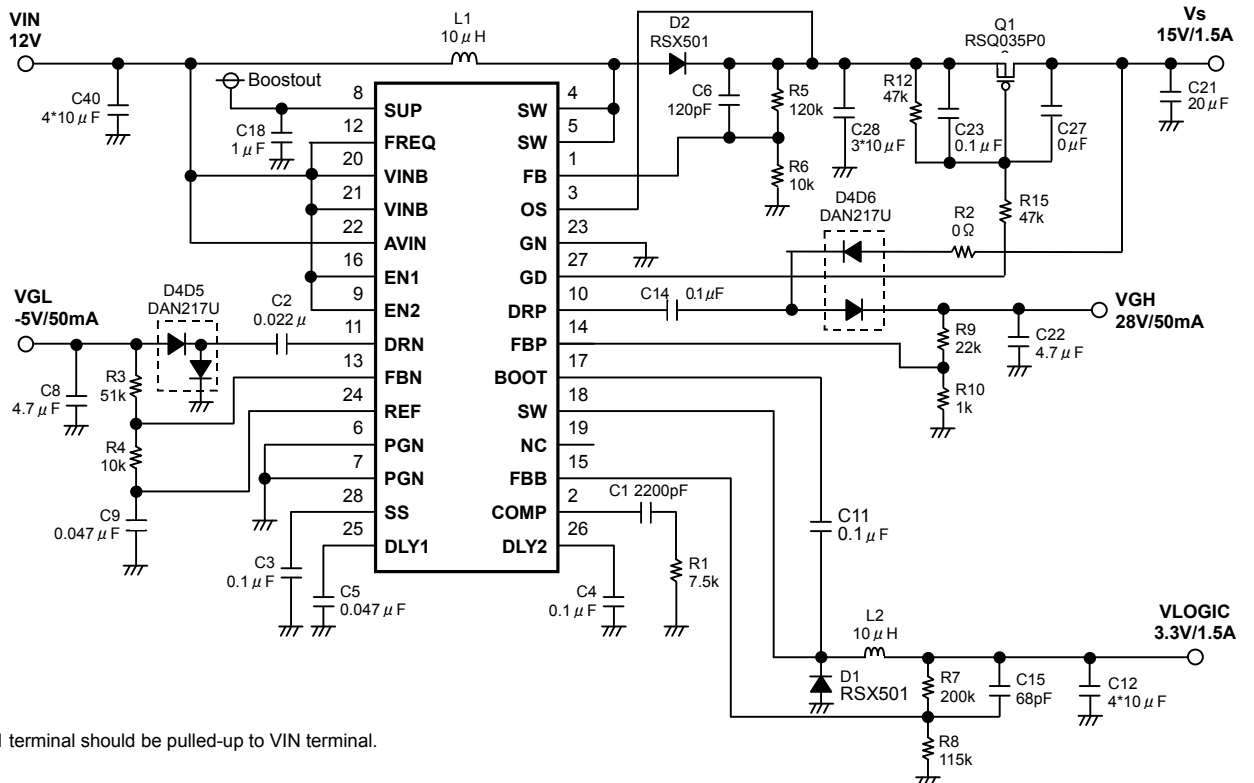 VIN
12V
C40
4*10μF
Boostout
C18
1μF
L1
10μH
D2
RSX501
C6
120pF
R5
120k
R6
10k
C28
3*10μF
R12
47k
C23
0.1μF
Q1
RSQ035P0
C27
0μF
Vs
15V/1.5A
C21
20μF
R15
47k
R2
0Ω
D4D6
DAN217U
C14 0.1μF
R9
22k
R10
1k
C22
4.7μF
VGH
28V/50mA
8 SUP
12 FREQ
20 VINB
21 VINB
22 AVIN
16 EN1
9 EN2
11 DRN
13 FBN
24 REF
6 PGN
7 PGN
28 SS
25 DLY1
SW 4
SW 5
FB 1
OS 3
GN 23
GD 27
DRP 10
FBP 14
BOOT 17
SW 18
NC 19
FBB 15
COMP 2
DLY2 26
VGL
-5V/50mA
D4D5
DAN217U
C2
0.022μ
C8
4.7μF
R3
51k
R4
10k
C9
0.047μF
C3
0.1μF
C5
0.047μF
C4
0.1μF
C1 2200pF
R1
7.5k
C11
0.1μF
L2
10μH
D1
RSX501
R7
200k
C15
68pF
C12
4*10μF
R8
115k
VLOGIC
3.3V/1.5A
terminal should be pulled-up to VIN terminal.